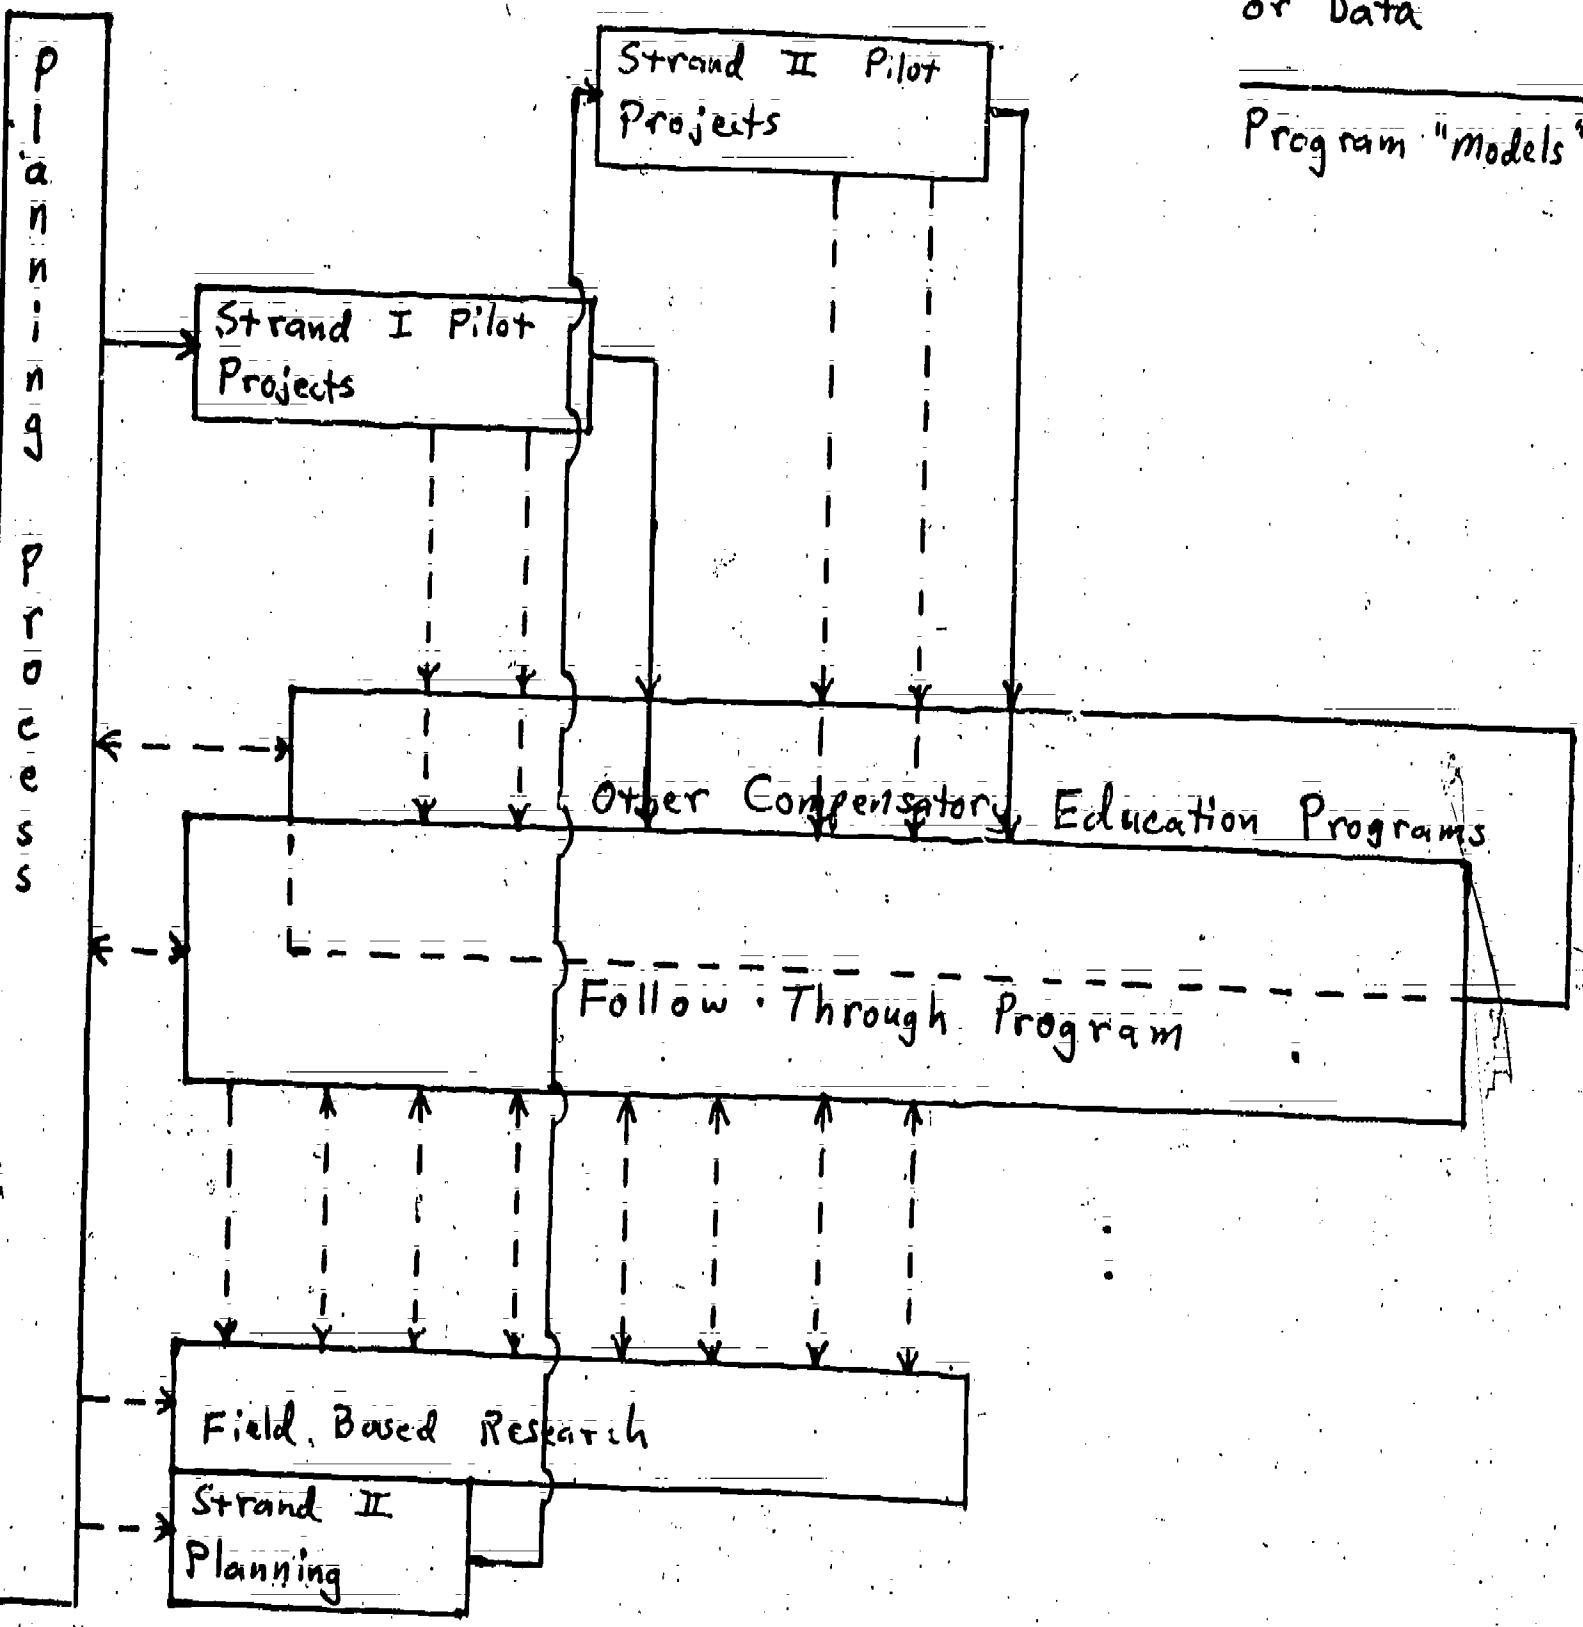 or Data
Program "Models"
Planning Process
Strand II Pilot
Projects
Strand I Pilot
Projects
Other Compensatory Education Programs
Follow Through Program
Field Based Research
Strand II
Planning